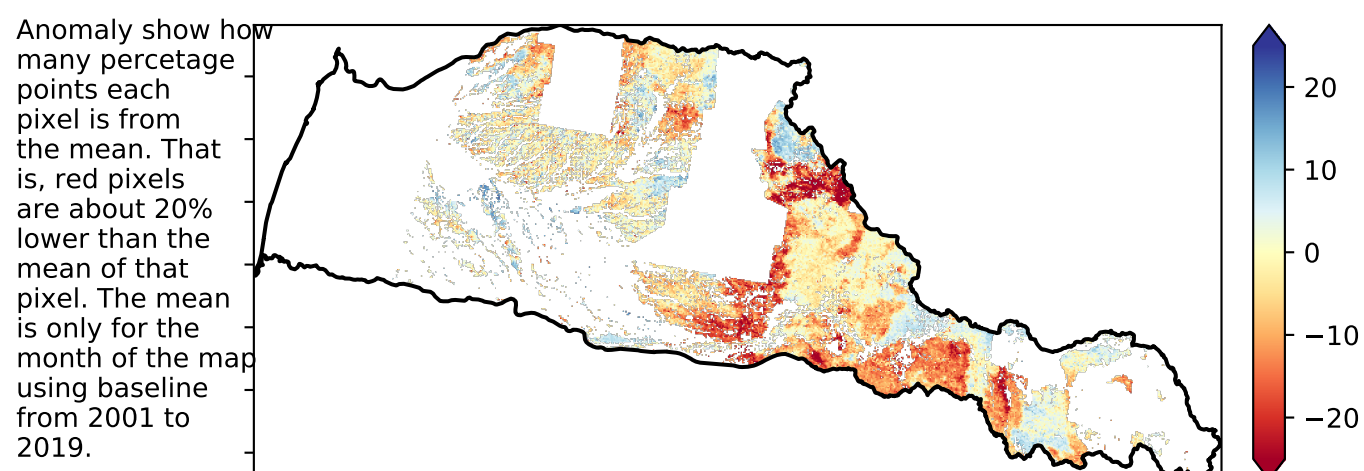 Anomaly show how
many percetage
points each
pixel is from
the mean. That
is, red pixels
are about 20%
lower than the
mean of that
pixel. The mean
is only for the
month of the map
using baseline
from 2001 to
2019.
20
10
0
−10
−20